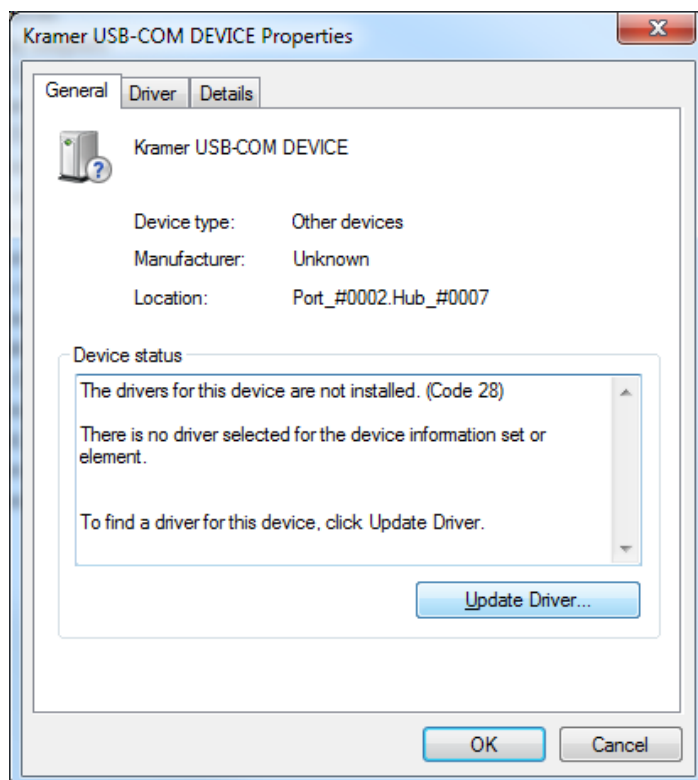 Kramer USB-COM DEVICE Properties
General Driver Details
Kramer USB-COM DEVICE
Device type: Other devices
Manufacturer: Unknown
Location: Port_#0002.Hub_#0007
Device status
The drivers for this device are not installed. (Code 28)
There is no driver selected for the device information set or
element.
To find a driver for this device, click Update Driver.
Update Driver...
OK Cancel